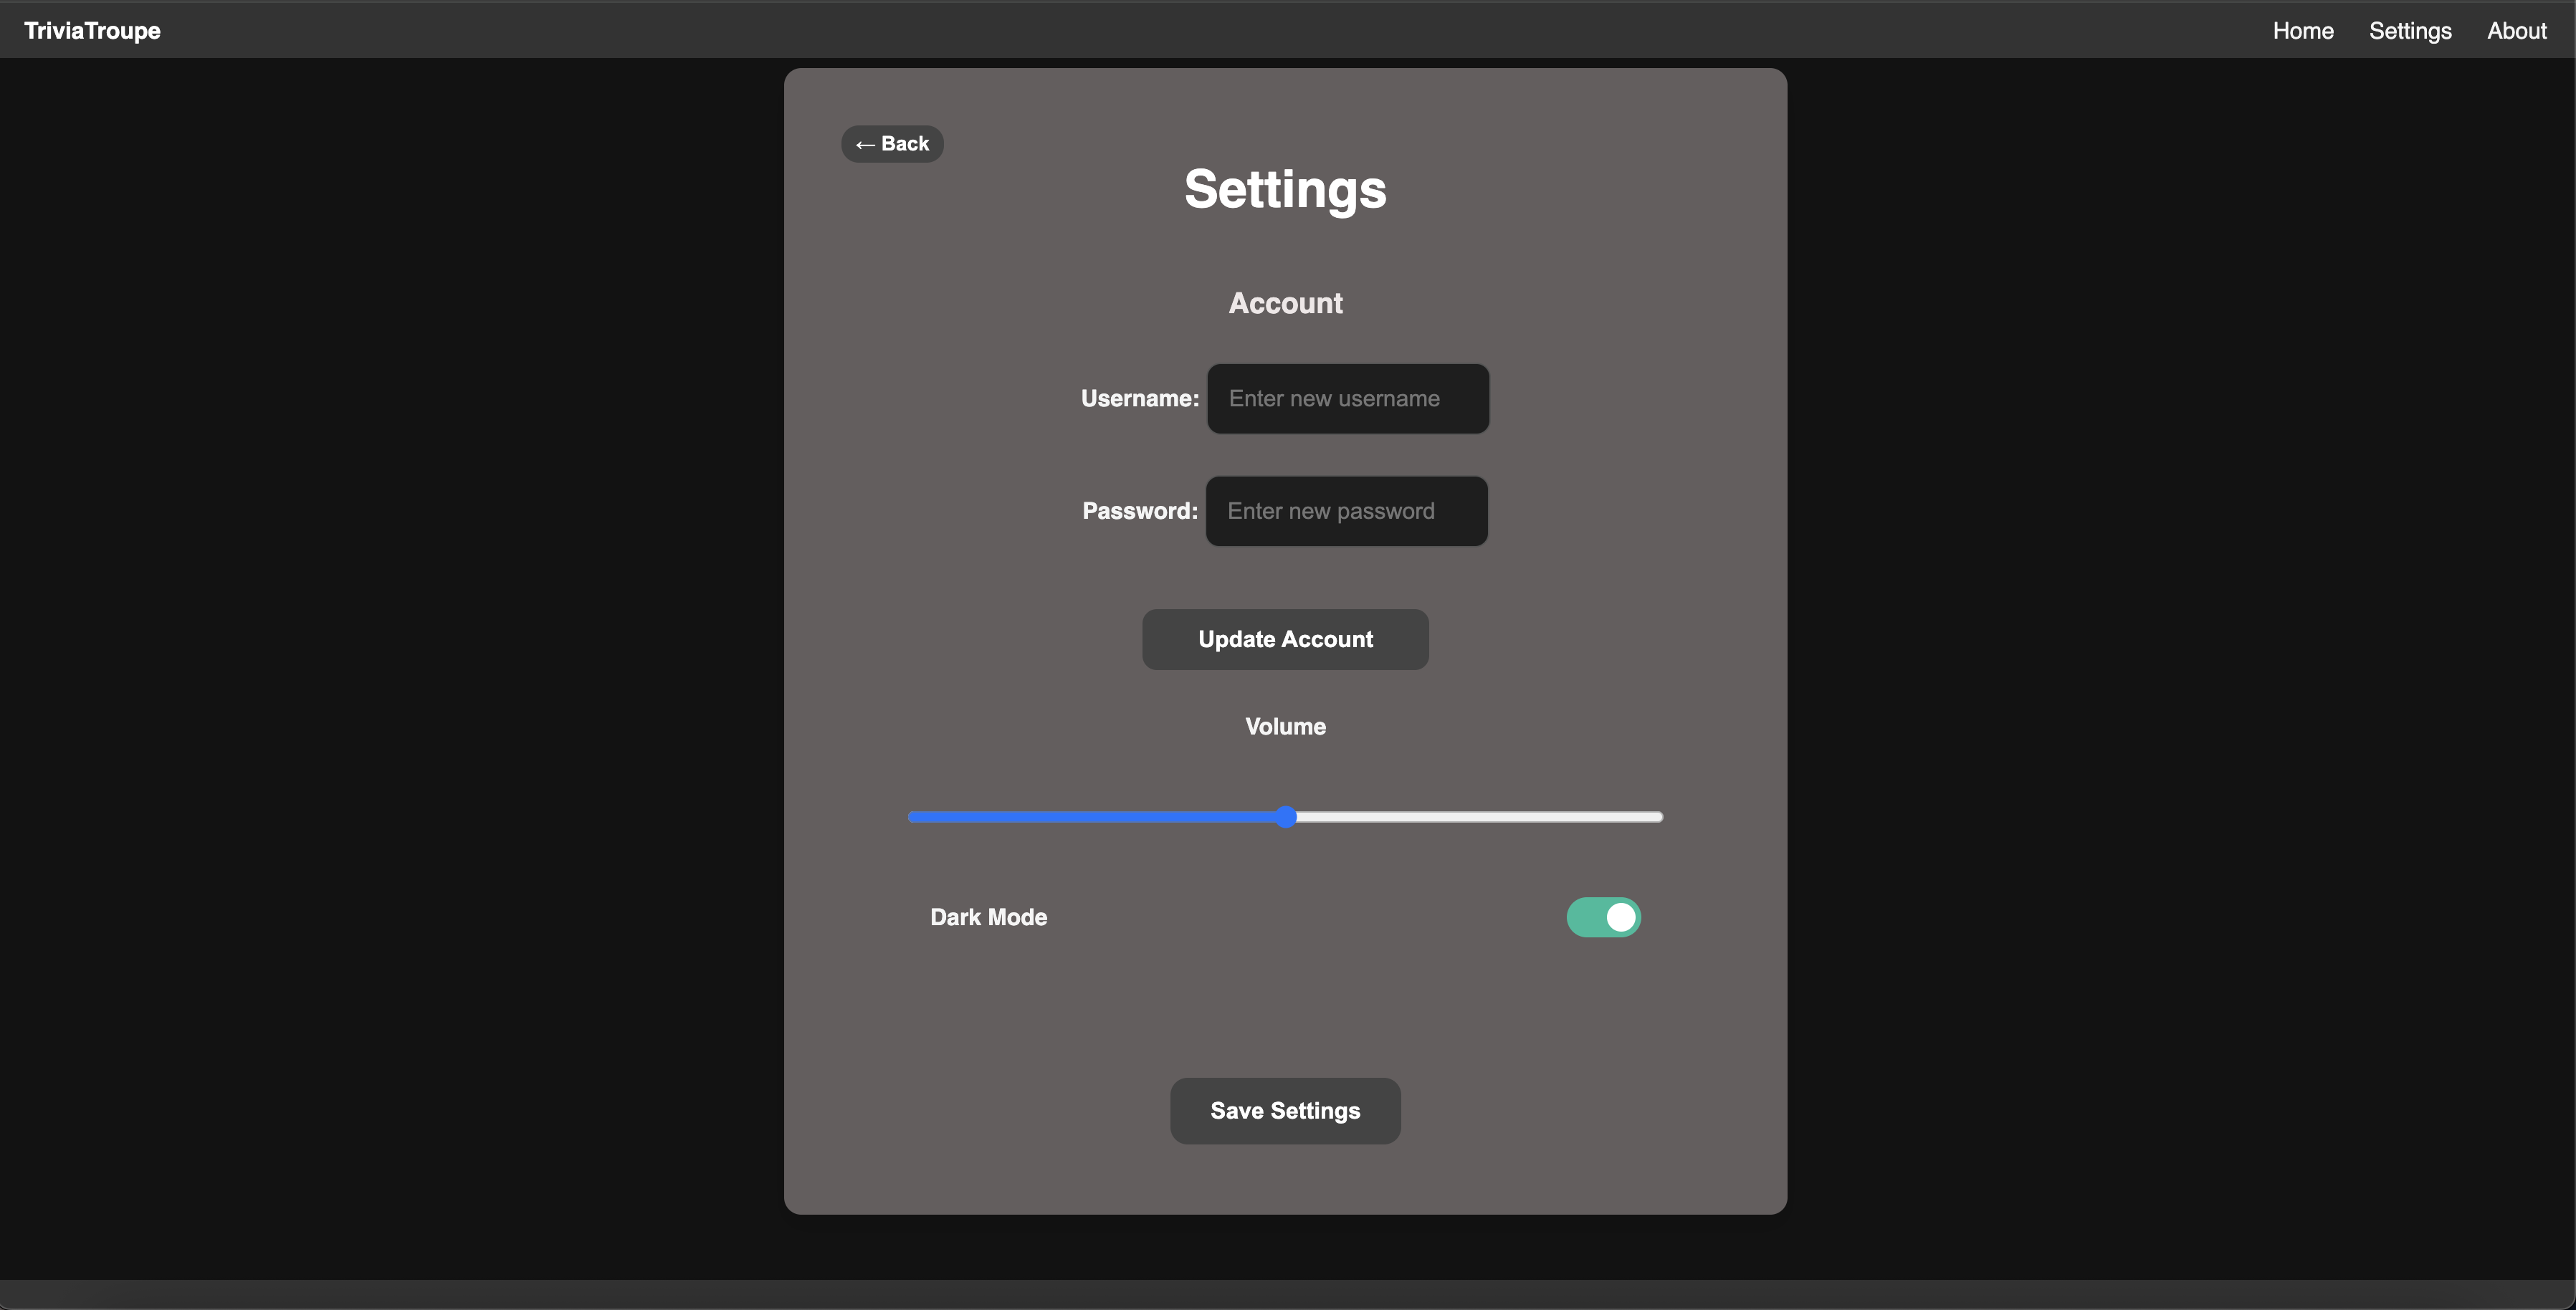 TriviaTroupe
Home Settings About
← Back
Settings
Account
Username: Enter new username
Password: Enter new password
Update Account
Volume
Dark Mode
Save Settings